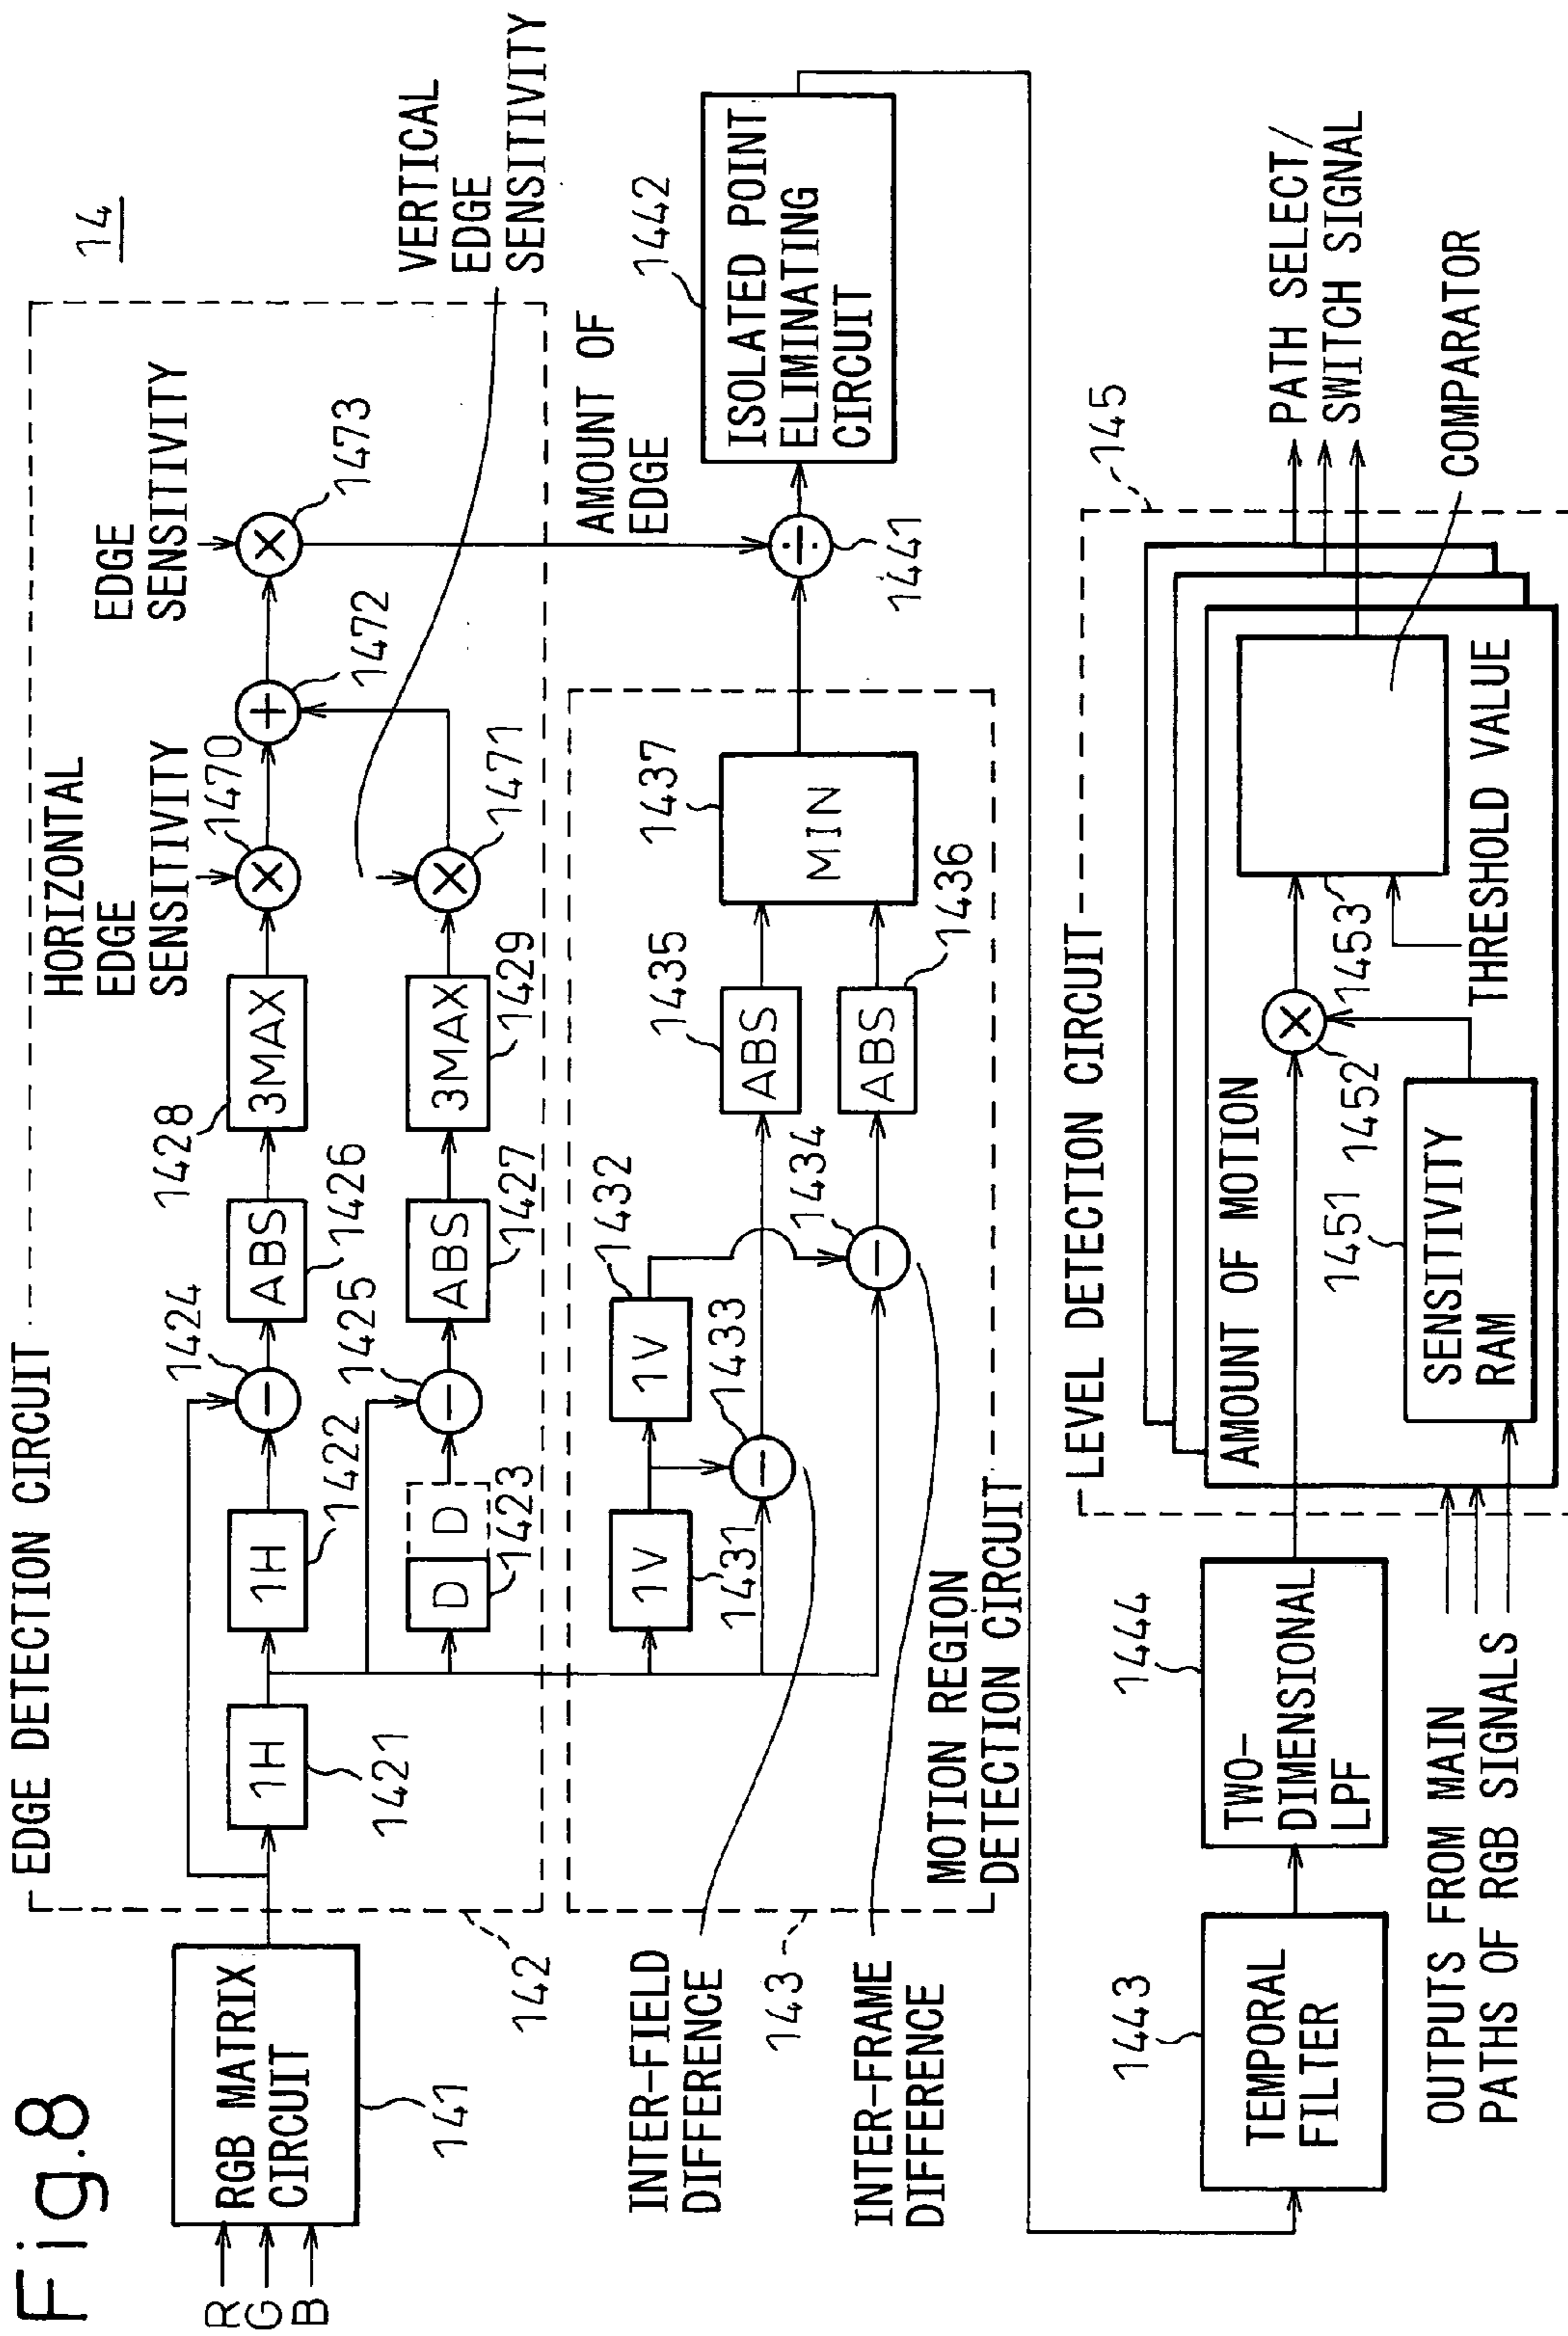 Fig.8
14
R
G
B
RGB MATRIX
CIRCUIT
141
EDGE DETECTION CIRCUIT
142
1H
1421
1H
1422
D
D
1423
1424
1425
ABS
1426
ABS
1427
1428
3MAX
3MAX
1429
HORIZONTAL
EDGE
SENSITIVITY
×
1470
×
1471
+
1472
EDGE
SENSITIVITY
×
1473
VERTICAL
EDGE
SENSITIVITY
AMOUNT OF
EDGE
INTER-FIELD
DIFFERENCE
143
INTER-FRAME
DIFFERENCE
MOTION REGION
DETECTION CIRCUIT
1V
1431
1V
1432
−
1433
−
1434
ABS
1435
ABS
1436
MIN
1437
÷
1441
ISOLATED POINT
ELIMINATING
CIRCUIT
1442
TEMPORAL
FILTER
1443
TWO-
DIMENSIONAL
LPF
1444
OUTPUTS FROM MAIN
PATHS OF RGB SIGNALS
LEVEL DETECTION CIRCUIT
145
AMOUNT OF MOTION
1451
SENSITIVITY
RAM
×
1452
1453
THRESHOLD VALUE
COMPARATOR
PATH SELECT/
SWITCH SIGNAL